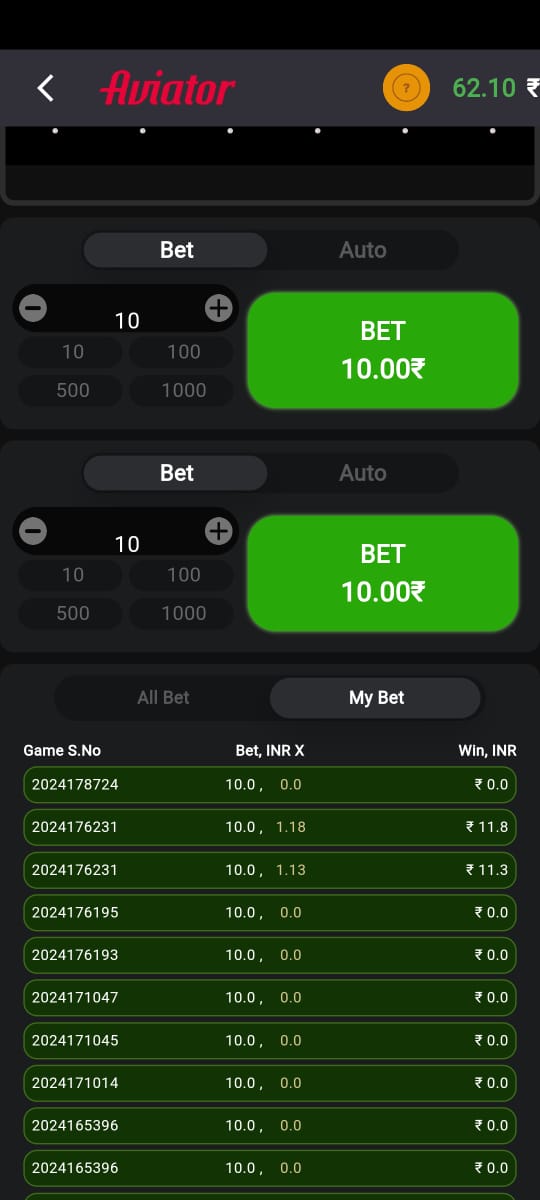 Aviator ? 62.10 ₹
Bet Auto
10
10 100
500 1000
BET
10.00₹
Bet Auto
10
10 100
500 1000
BET
10.00₹
All Bet My Bet
Game S.No Bet, INR X Win, INR
2024178724 10.0 , 0.0 ₹ 0.0
2024176231 10.0 , 1.18 ₹ 11.8
2024176231 10.0 , 1.13 ₹ 11.3
2024176195 10.0 , 0.0 ₹ 0.0
2024176193 10.0 , 0.0 ₹ 0.0
2024171047 10.0 , 0.0 ₹ 0.0
2024171045 10.0 , 0.0 ₹ 0.0
2024171014 10.0 , 0.0 ₹ 0.0
2024165396 10.0 , 0.0 ₹ 0.0
2024165396 10.0 , 0.0 ₹ 0.0